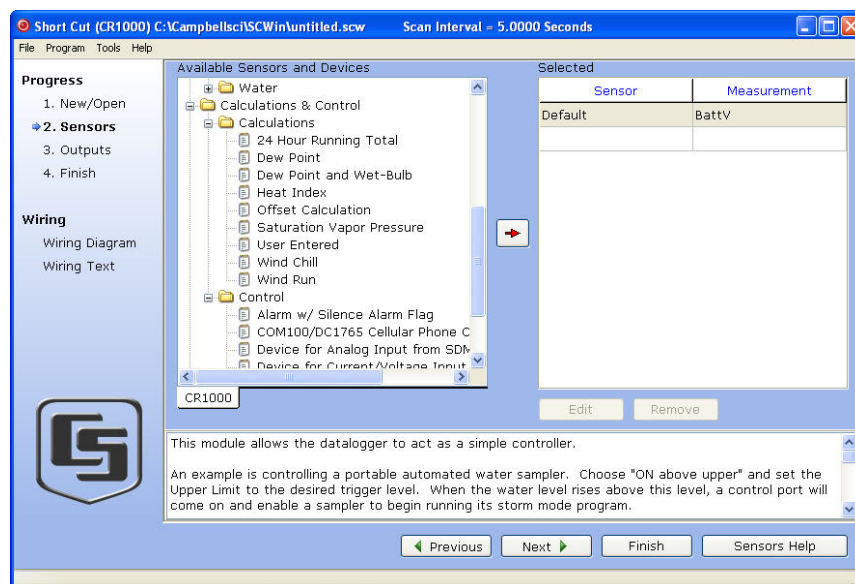 Short Cut (CR1000) C:\Campbellsci\SCWin\untitled.scw Scan Interval = 5.0000 Seconds
File Program Tools Help
Progress
1. New/Open
2. Sensors
3. Outputs
4. Finish
Wiring
Wiring Diagram
Wiring Text
Available Sensors and Devices
Water
Calculations & Control
Calculations
24 Hour Running Total
Dew Point
Dew Point and Wet-Bulb
Heat Index
Offset Calculation
Saturation Vapor Pressure
User Entered
Wind Chill
Wind Run
Control
Alarm w/ Silence Alarm Flag
COM100/DC1765 Cellular Phone C
Device for Analog Input from SDM
Device for Current/Voltage Input
CR1000
Selected
Sensor Measurement
Default BattV
Edit Remove
This module allows the datalogger to act as a simple controller.
An example is controlling a portable automated water sampler. Choose "ON above upper" and set the
Upper Limit to the desired trigger level. When the water level rises above this level, a control port will
come on and enable a sampler to begin running its storm mode program.
Previous Next Finish Sensors Help